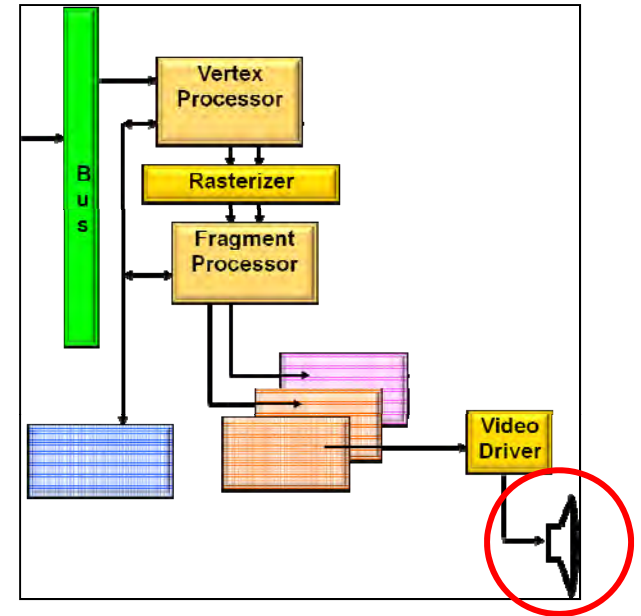 Vertex
Processor
B
u
s
Rasterizer
Fragment
Processor
Video
Driver